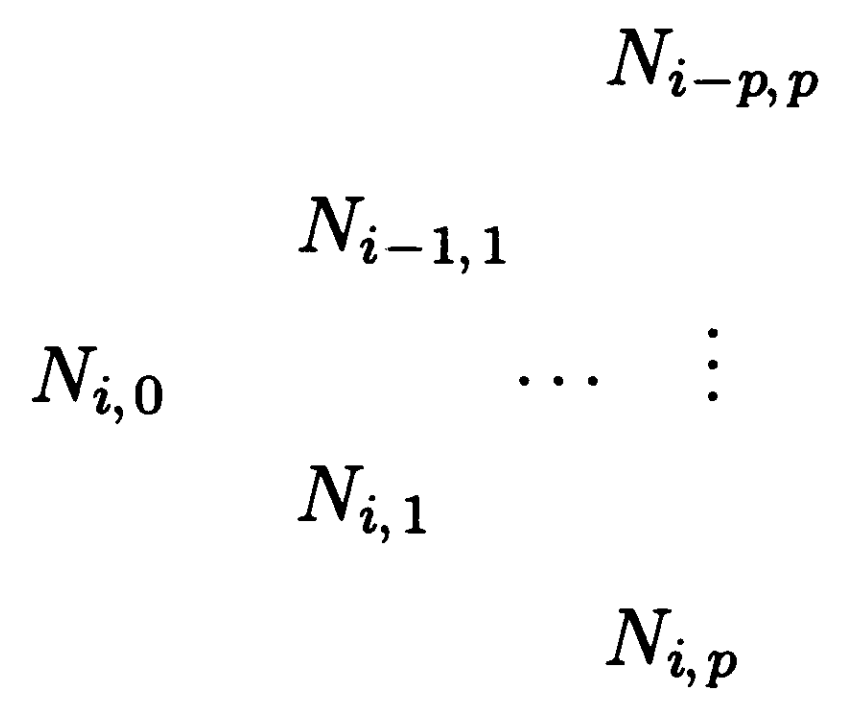 N_{i-p, p}
N_{i-1, 1}
N_{i, 0} ⋯ ⋮
N_{i, 1}
N_{i, p}